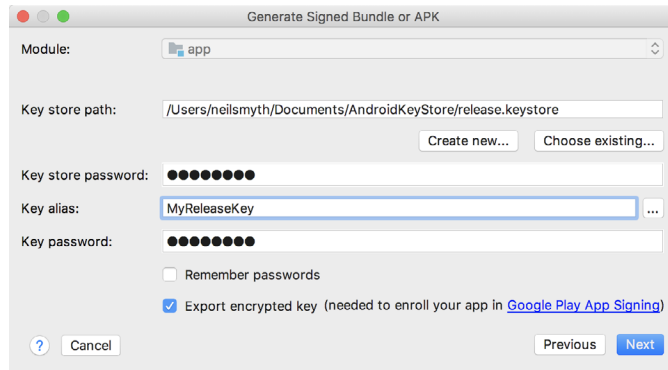 Generate Signed Bundle or APK
Module: app
Key store path: /Users/neilsmyth/Documents/AndroidKeyStore/release.keystore
Create new... Choose existing...
Key store password: ●●●●●●●●
Key alias: MyReleaseKey ...
Key password: ●●●●●●●●
Remember passwords
Export encrypted key (needed to enroll your app in Google Play App Signing)
? Cancel Previous Next